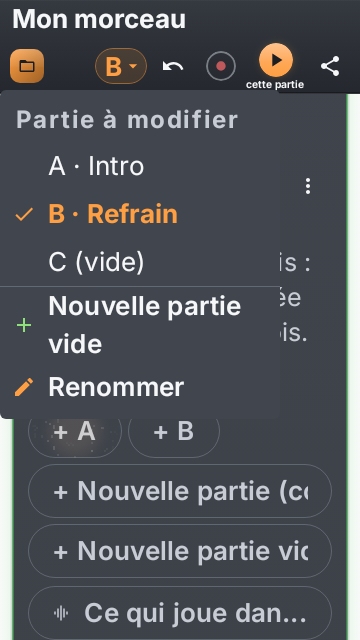 Mon morceau
B
cette partie
Partie à modifier
A · Intro
B · Refrain
C (vide)
is :
ée
is.
Nouvelle partie
vide
Renommer
+ A
+ B
+ Nouvelle partie (c
+ Nouvelle partie vi
Ce qui joue dan...